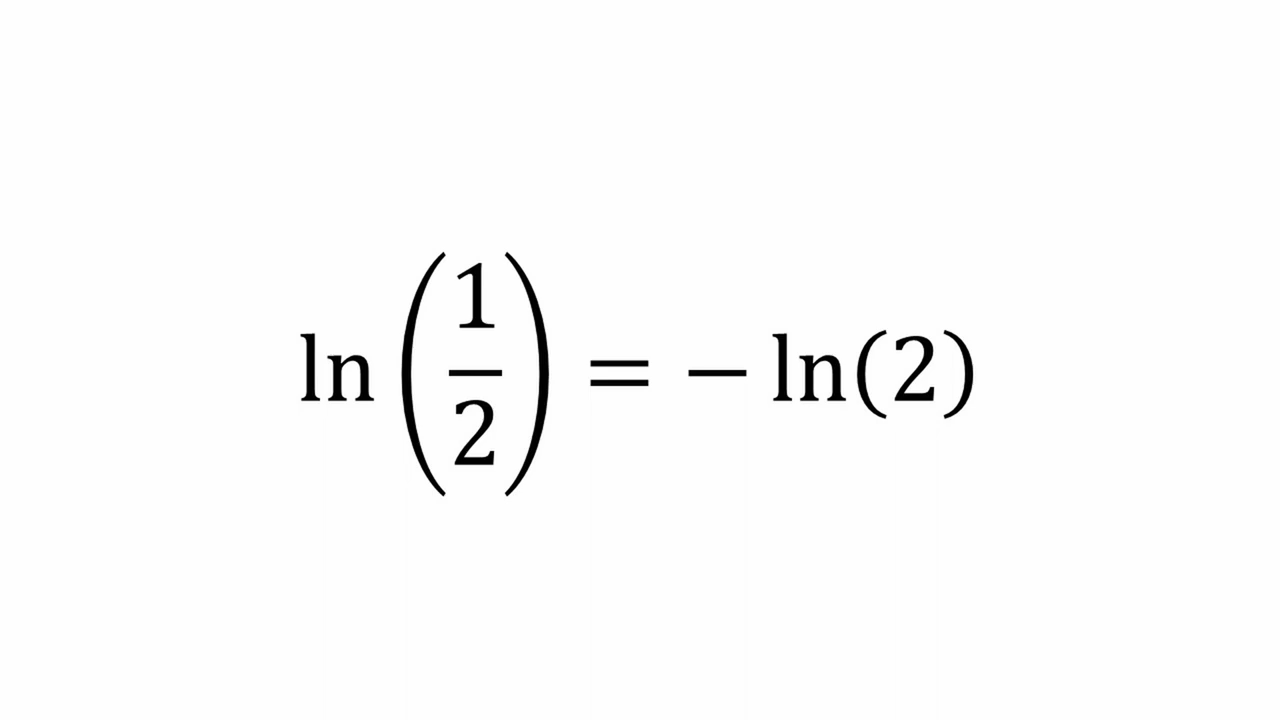 ln(1/2) = − ln(2)